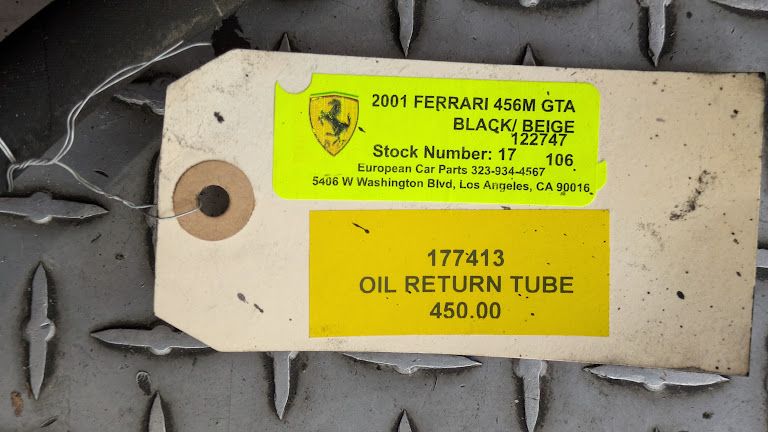 2001 FERRARI 456M GTA
BLACK/ BEIGE
122747
Stock Number: 17 106
European Car Parts 323-934-4567
5406 W Washington Blvd, Los Angeles, CA 90016
177413
OIL RETURN TUBE
450.00